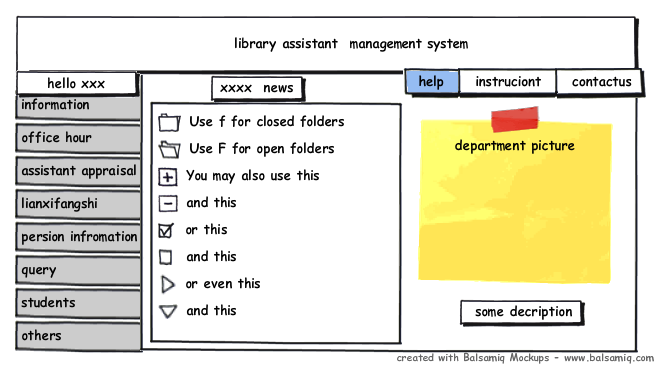 library assistant management system
hello xxx
xxxx news
help
instruciont
contactus
information
office hour
assistant appraisal
lianxifangshi
persion infromation
query
students
others
Use f for closed folders
Use F for open folders
You may also use this
and this
or this
and this
or even this
and this
department picture
some decription
created with Balsamiq Mockups - www.balsamiq.com